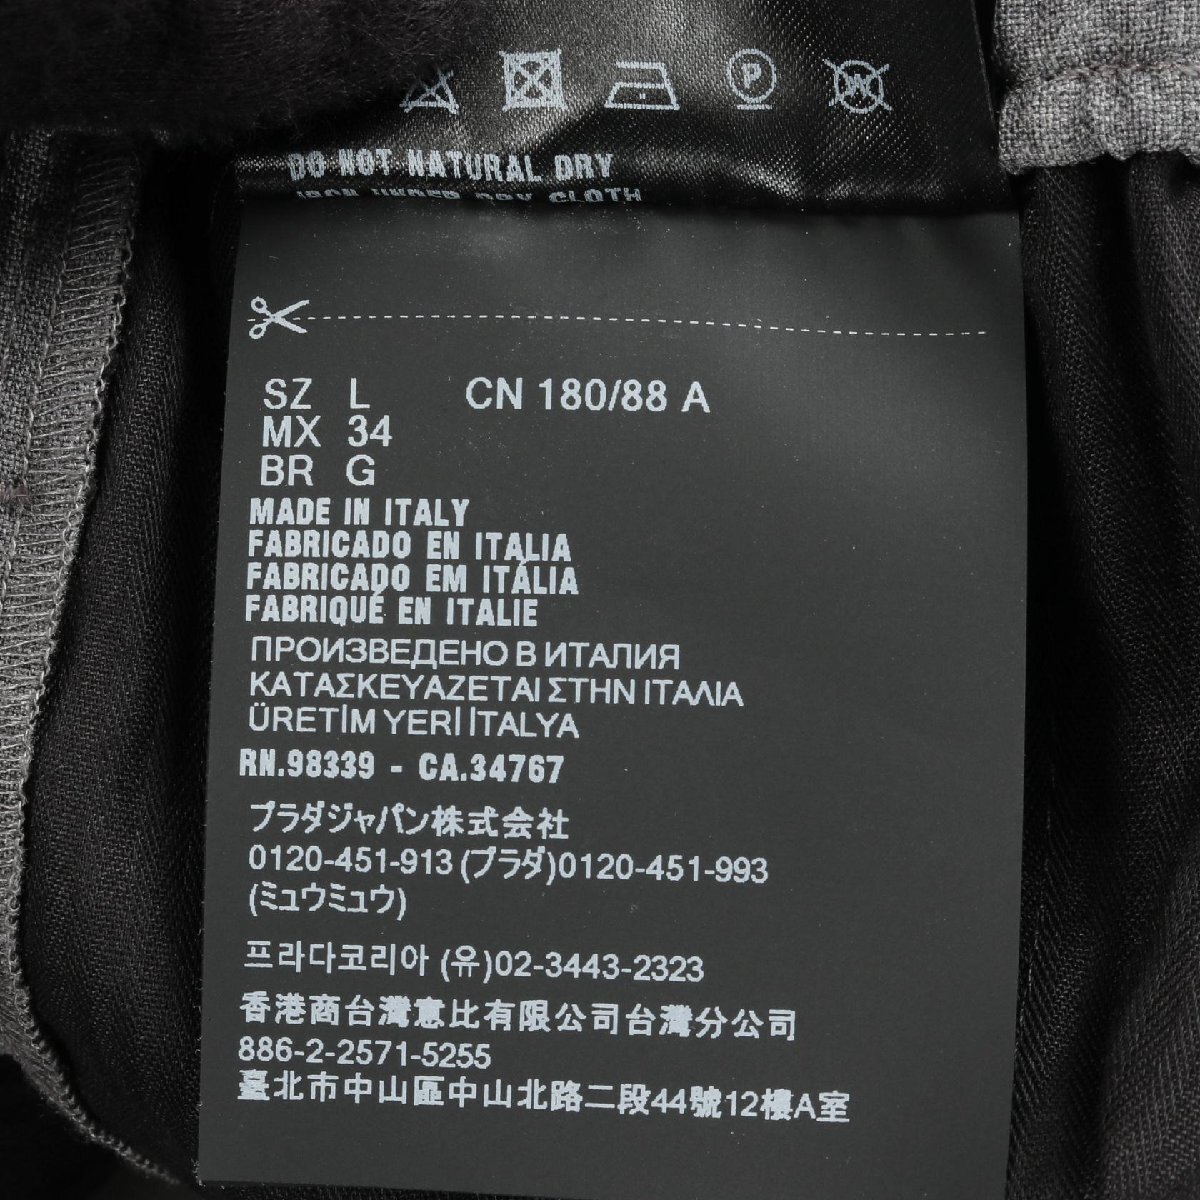 P
W
DO NOT NATURAL DRY
IRON UNDER DRY CLOTH
SZ L CN 180/88 A
MX 34
BR G
MADE IN ITALY
FABRICADO EN ITALIA
FABRICADO EM ITÁLIA
FABRIQUÉ EN ITALIE
ПРОИЗВЕДЕНО В ИТАЛИЯ
ΚΑΤΑΣΚΕΥΑΖΕΤΑΙ ΣΤΗΝ ΙΤΑΛΙΑ
ÜRETİM YERİ İTALYA
RN.98339 - CA.34767
プラダジャパン株式会社
0120-451-913 (プラダ)0120-451-993
(ミュウミュウ)
프라다코리아 (유)02-3443-2323
香港商台灣意比有限公司台灣分公司
886-2-2571-5255
臺北市中山區中山北路二段44號12樓A室